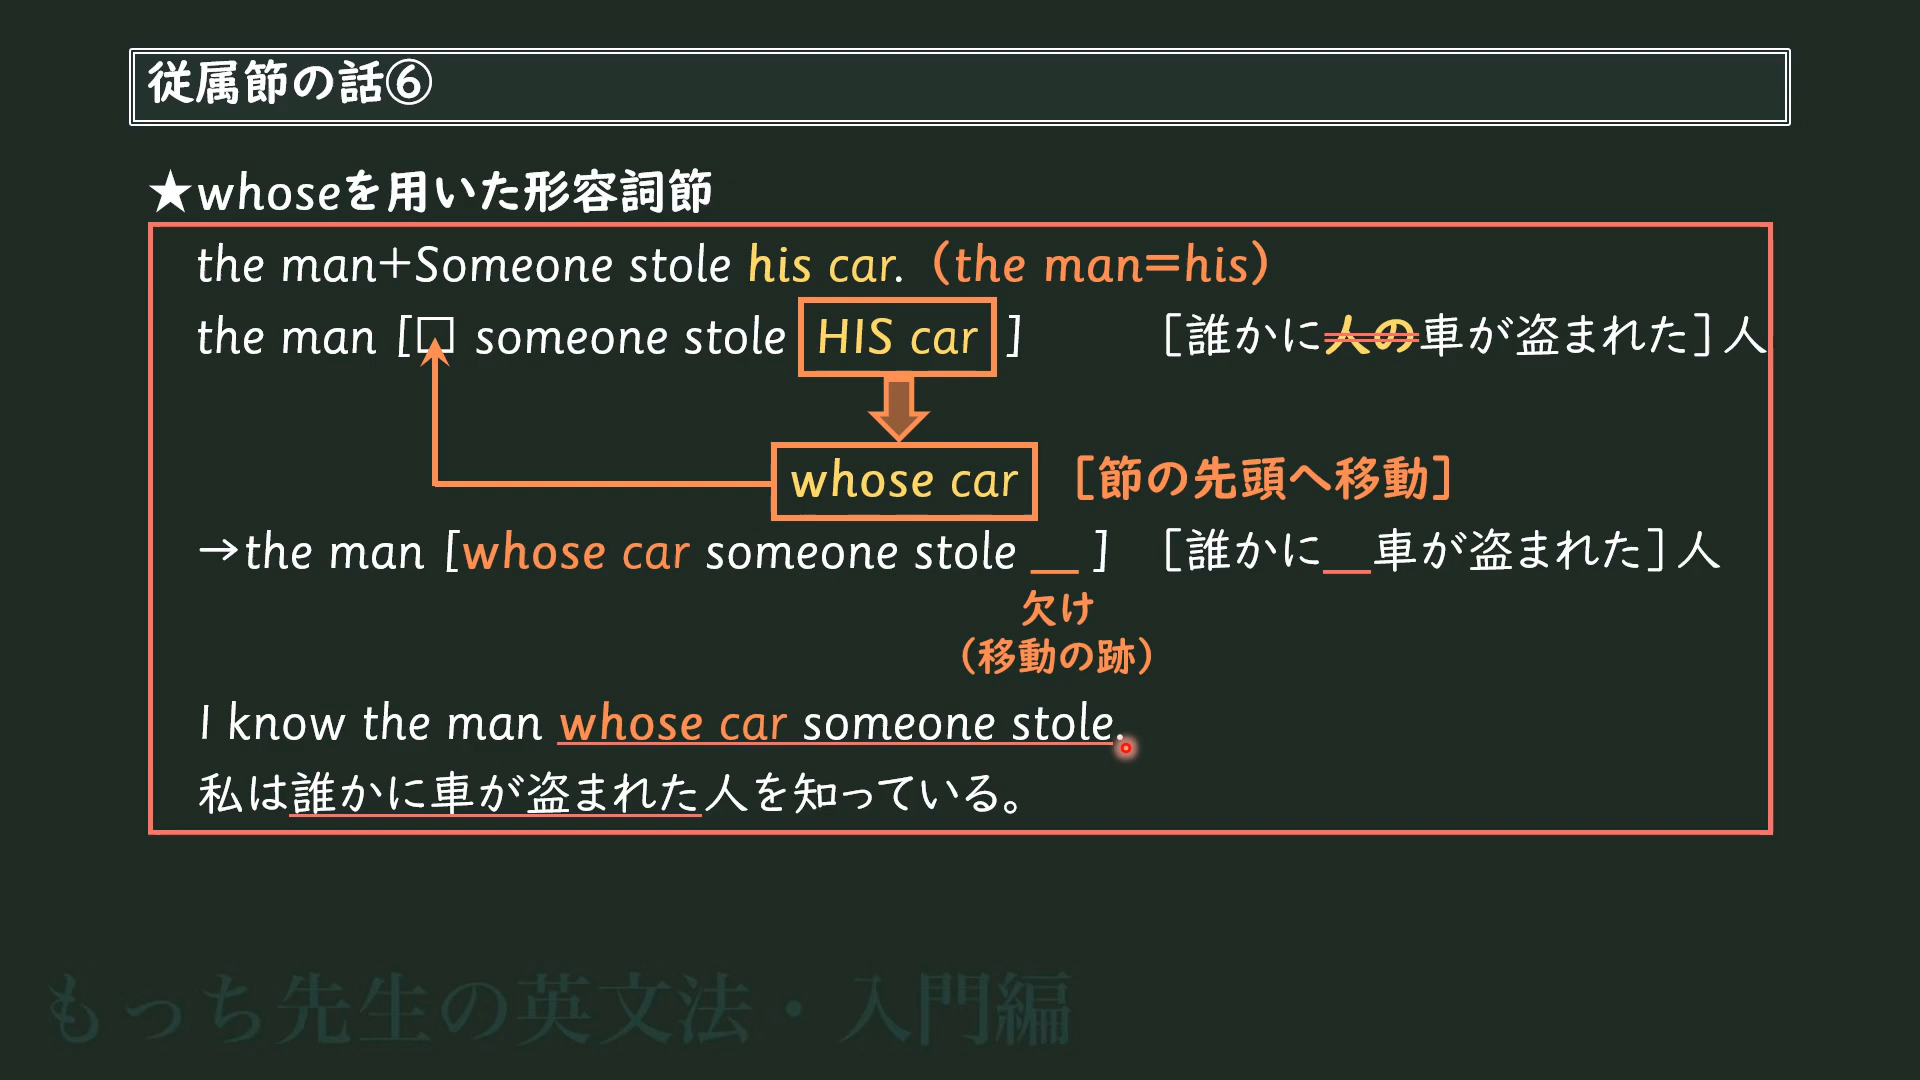 従属節の話⑥
★whoseを用いた形容詞節
the man+Someone stole his car. (the man=his)
the man [□ someone stole HIS car ] [誰かに人の車が盗まれた]人
whose car [節の先頭へ移動]
→the man [whose car someone stole __ ] [誰かに__車が盗まれた]人
欠け
(移動の跡)
I know the man whose car someone stole.
私は誰かに車が盗まれた人を知っている。
もっち先生の英文法・入門編